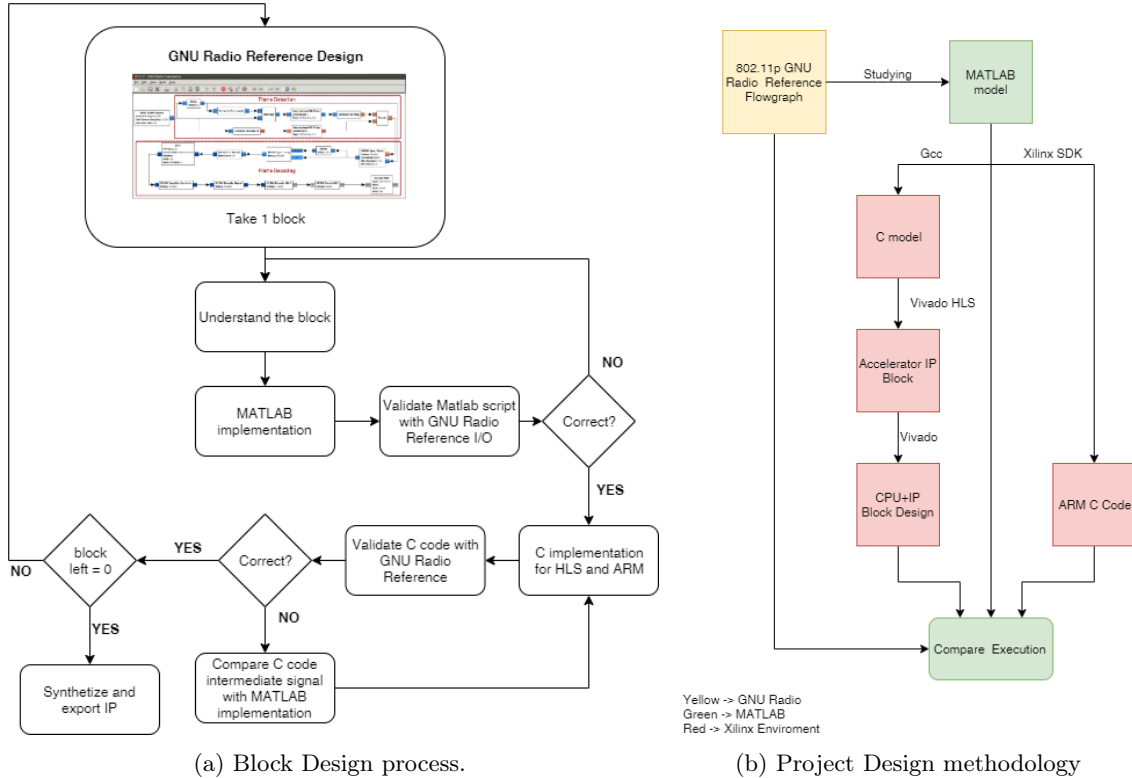 GNU Radio Reference Design
Frame Detection
Frame Decoding
Take 1 block
Understand the block
MATLAB
implementation
Validate Matlab script
with GNU Radio
Reference I/O
Correct?
NO
YES
C implementation
for HLS and ARM
Validate C code with
GNU Radio
Reference
Correct?
YES
NO
Compare C code
intermediate signal
with MATLAB
implementation
block
left = 0
NO
YES
Synthetize and
export IP
(a) Block Design process.
802.11p GNU
Radio Reference
Flowgraph
Studying
MATLAB
model
Gcc
Xilinx SDK
C model
Vivado HLS
Accelerator IP
Block
Vivado
CPU+IP
Block Design
ARM C Code
Compare Execution
Yellow -> GNU Radio
Green -> MATLAB
Red -> Xilinx Enviroment
(b) Project Design methodology